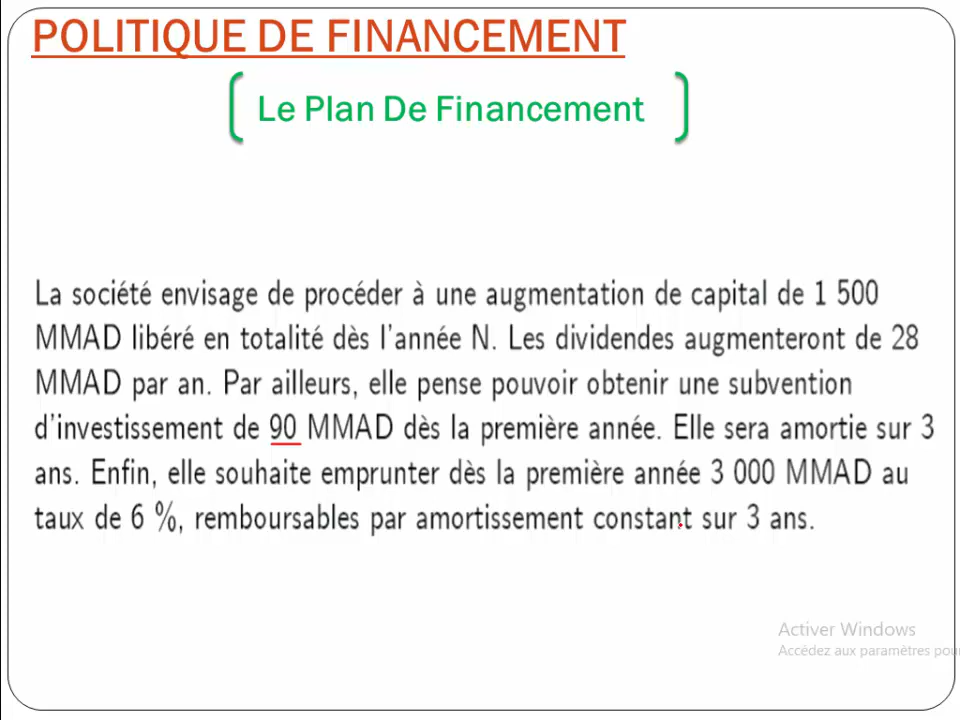 POLITIQUE DE FINANCEMENT
Le Plan De Financement
La société envisage de procéder à une augmentation de capital de 1 500
MMAD libéré en totalité dès l'année N. Les dividendes augmenteront de 28
MMAD par an. Par ailleurs, elle pense pouvoir obtenir une subvention
d'investissement de 90 MMAD dès la première année. Elle sera amortie sur 3
ans. Enfin, elle souhaite emprunter dès la première année 3 000 MMAD au
taux de 6 %, remboursables par amortissement constant sur 3 ans.
Activer Windows
Accédez aux paramètres pour